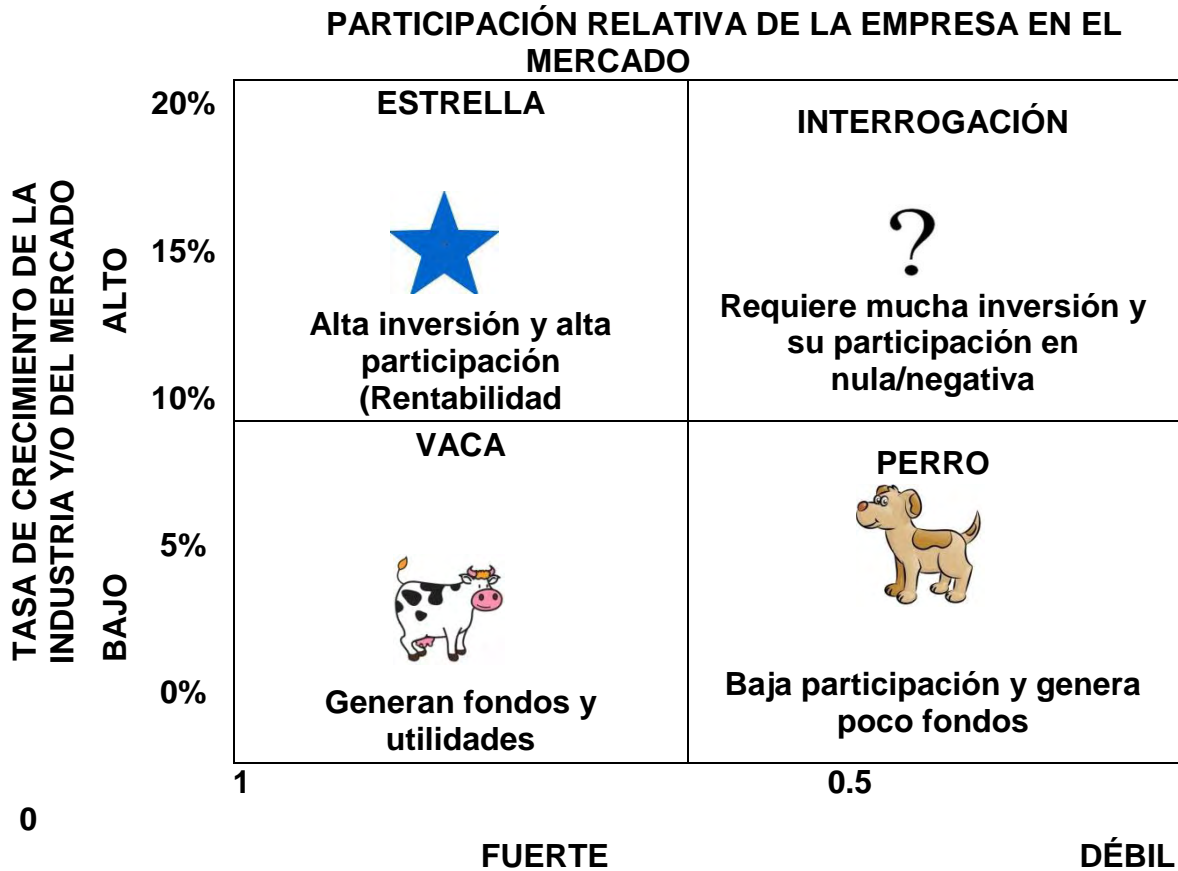 PARTICIPACIÓN RELATIVA DE LA EMPRESA EN EL
MERCADO
TASA DE CRECIMIENTO DE LA
INDUSTRIA Y/O DEL MERCADO
ALTO
BAJO
20%
15%
10%
5%
0%
ESTRELLA
Alta inversión y alta
participación
(Rentabilidad
INTERROGACIÓN
?
Requiere mucha inversión y
su participación en
nula/negativa
VACA
Generan fondos y
utilidades
PERRO
Baja participación y genera
poco fondos
1
0.5
0
FUERTE
DÉBIL